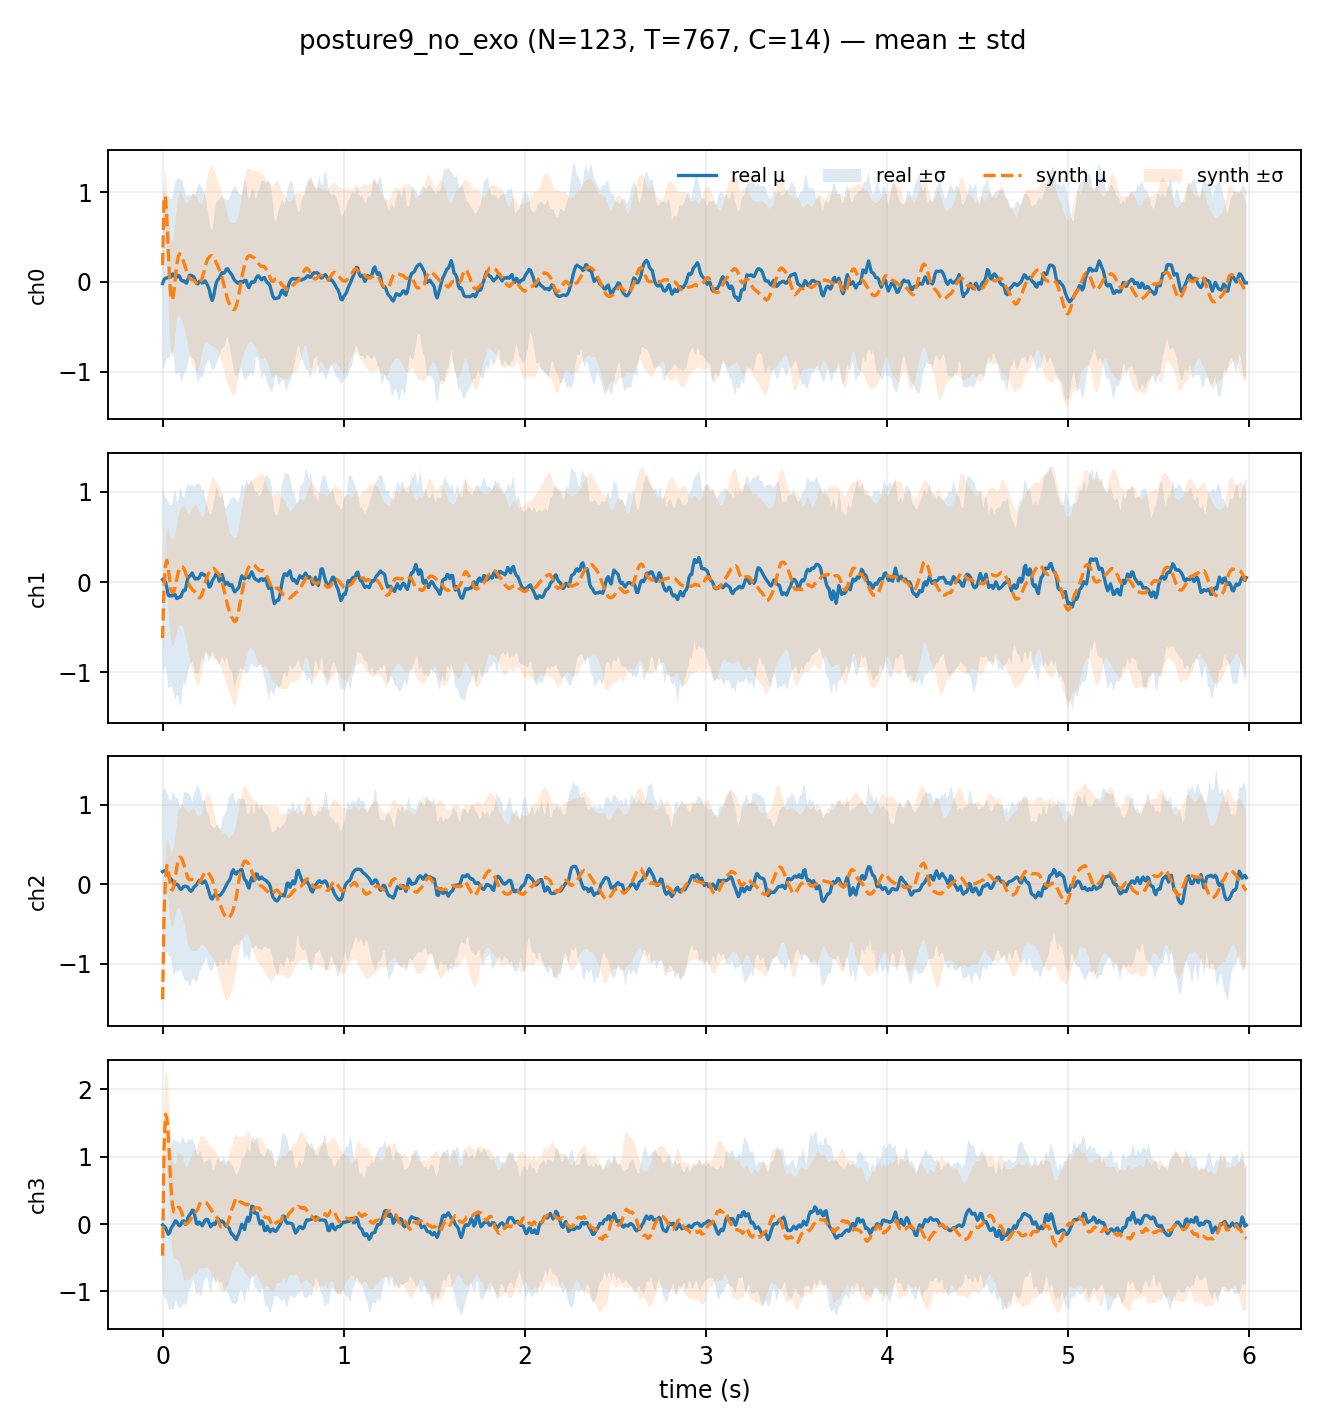 posture9_no_exo (N=123, T=767, C=14) — mean ± std
real μ real ±σ synth μ synth ±σ
1
0
−1
ch0
1
0
−1
ch1
1
0
−1
ch2
2
1
0
−1
ch3
0 1 2 3 4 5 6
time (s)